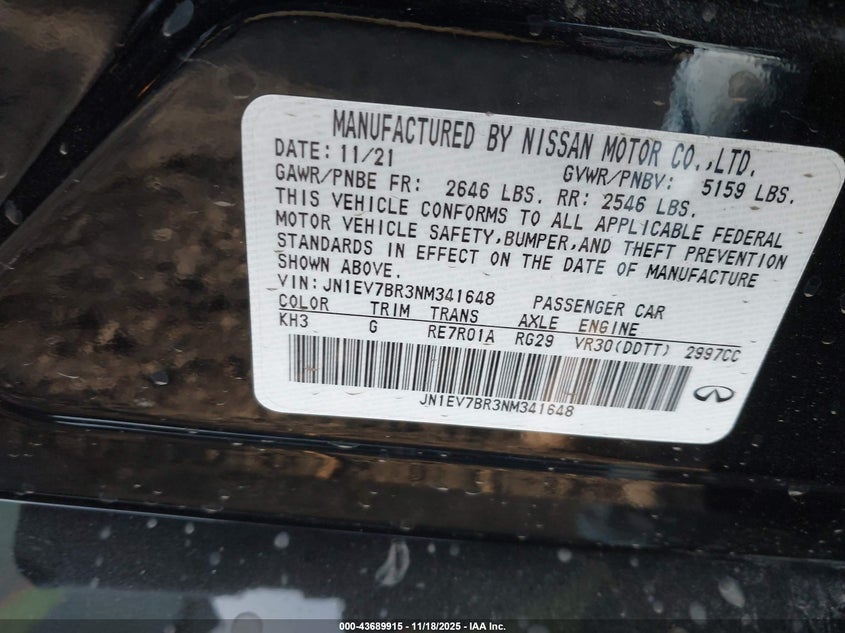 MANUFACTURED BY NISSAN MOTOR CO.,LTD.
DATE: 11/21 GVWR/PNBV: 5159 LBS.
GAWR/PNBE FR: 2646 LBS. RR: 2546 LBS.
THIS VEHICLE CONFORMS TO ALL APPLICABLE FEDERAL
MOTOR VEHICLE SAFETY,BUMPER,AND THEFT PREVENTION
STANDARDS IN EFFECT ON THE DATE OF MANUFACTURE
SHOWN ABOVE.
VIN:JN1EV7BR3NM341648 PASSENGER CAR
COLOR TRIM TRANS AXLE ENGINE
KH3 G RE7R01A RG29 VR30(DDTT) 2997CC
JN1EV7BR3NM341648
000-43689915 - 11/18/2025 - IAA Inc.